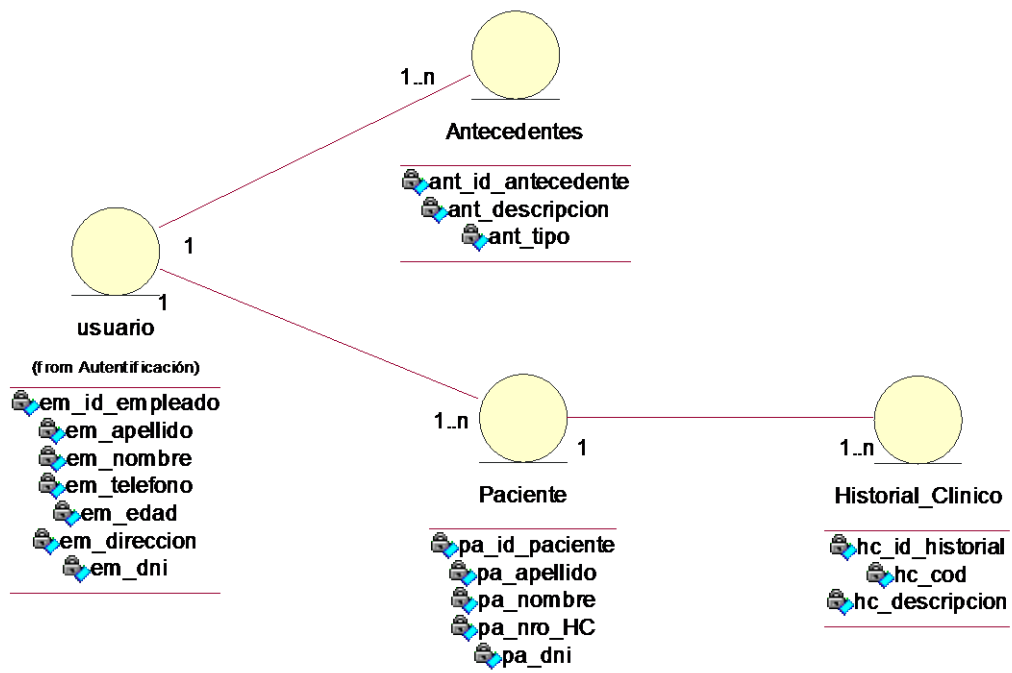 1..n
Antecedentes
ant_id_antecedente
ant_descripcion
ant_tipo
1
1
usuario
(from Autentificación)
em_id_empleado
em_apellido
em_nombre
em_telefono
em_edad
em_direccion
em_dni
1..n
1
Paciente
pa_id_paciente
pa_apellido
pa_nombre
pa_nro_HC
pa_dni
1..n
Historial_Clinico
hc_id_historial
hc_cod
hc_descripcion